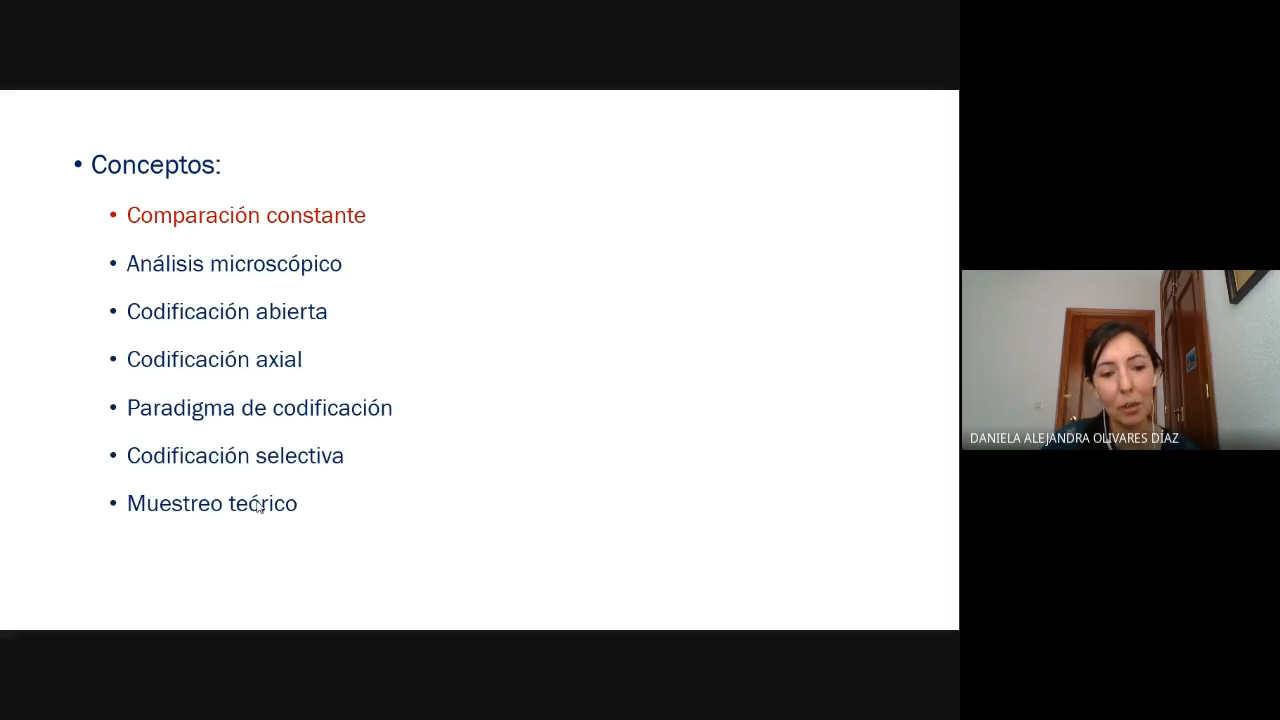 • Conceptos:
• Comparación constante
• Análisis microscópico
• Codificación abierta
• Codificación axial
• Paradigma de codificación
• Codificación selectiva
• Muestreo teórico
DANIELA ALEJANDRA OLIVARES DÍAZ